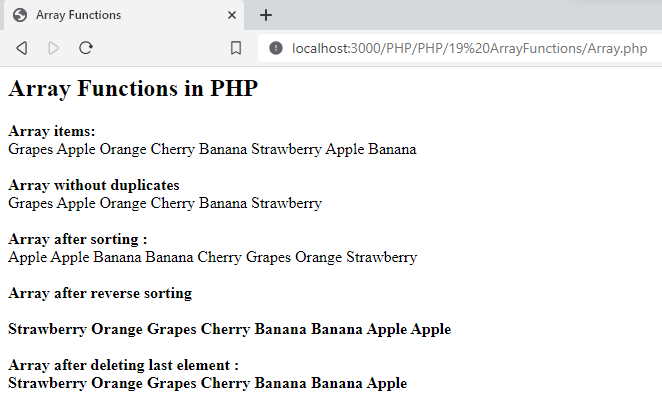 Array Functions
localhost:3000/PHP/PHP/19%20ArrayFunctions/Array.php
Array Functions in PHP
Array items:
Grapes Apple Orange Cherry Banana Strawberry Apple Banana
Array without duplicates
Grapes Apple Orange Cherry Banana Strawberry
Array after sorting :
Apple Apple Banana Banana Cherry Grapes Orange Strawberry
Array after reverse sorting
Strawberry Orange Grapes Cherry Banana Banana Apple Apple
Array after deleting last element :
Strawberry Orange Grapes Cherry Banana Banana Apple